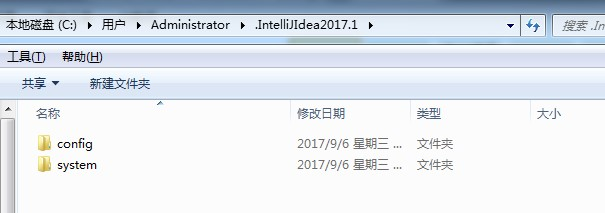 本地磁盘 (C:) 用户 Administrator .IntelliJIdea2017.1 搜索 .In
工具(T) 帮助(H)
共享 新建文件夹
名称 修改日期 类型 大小
config 2017/9/6 星期三 ... 文件夹
system 2017/9/6 星期三 ... 文件夹